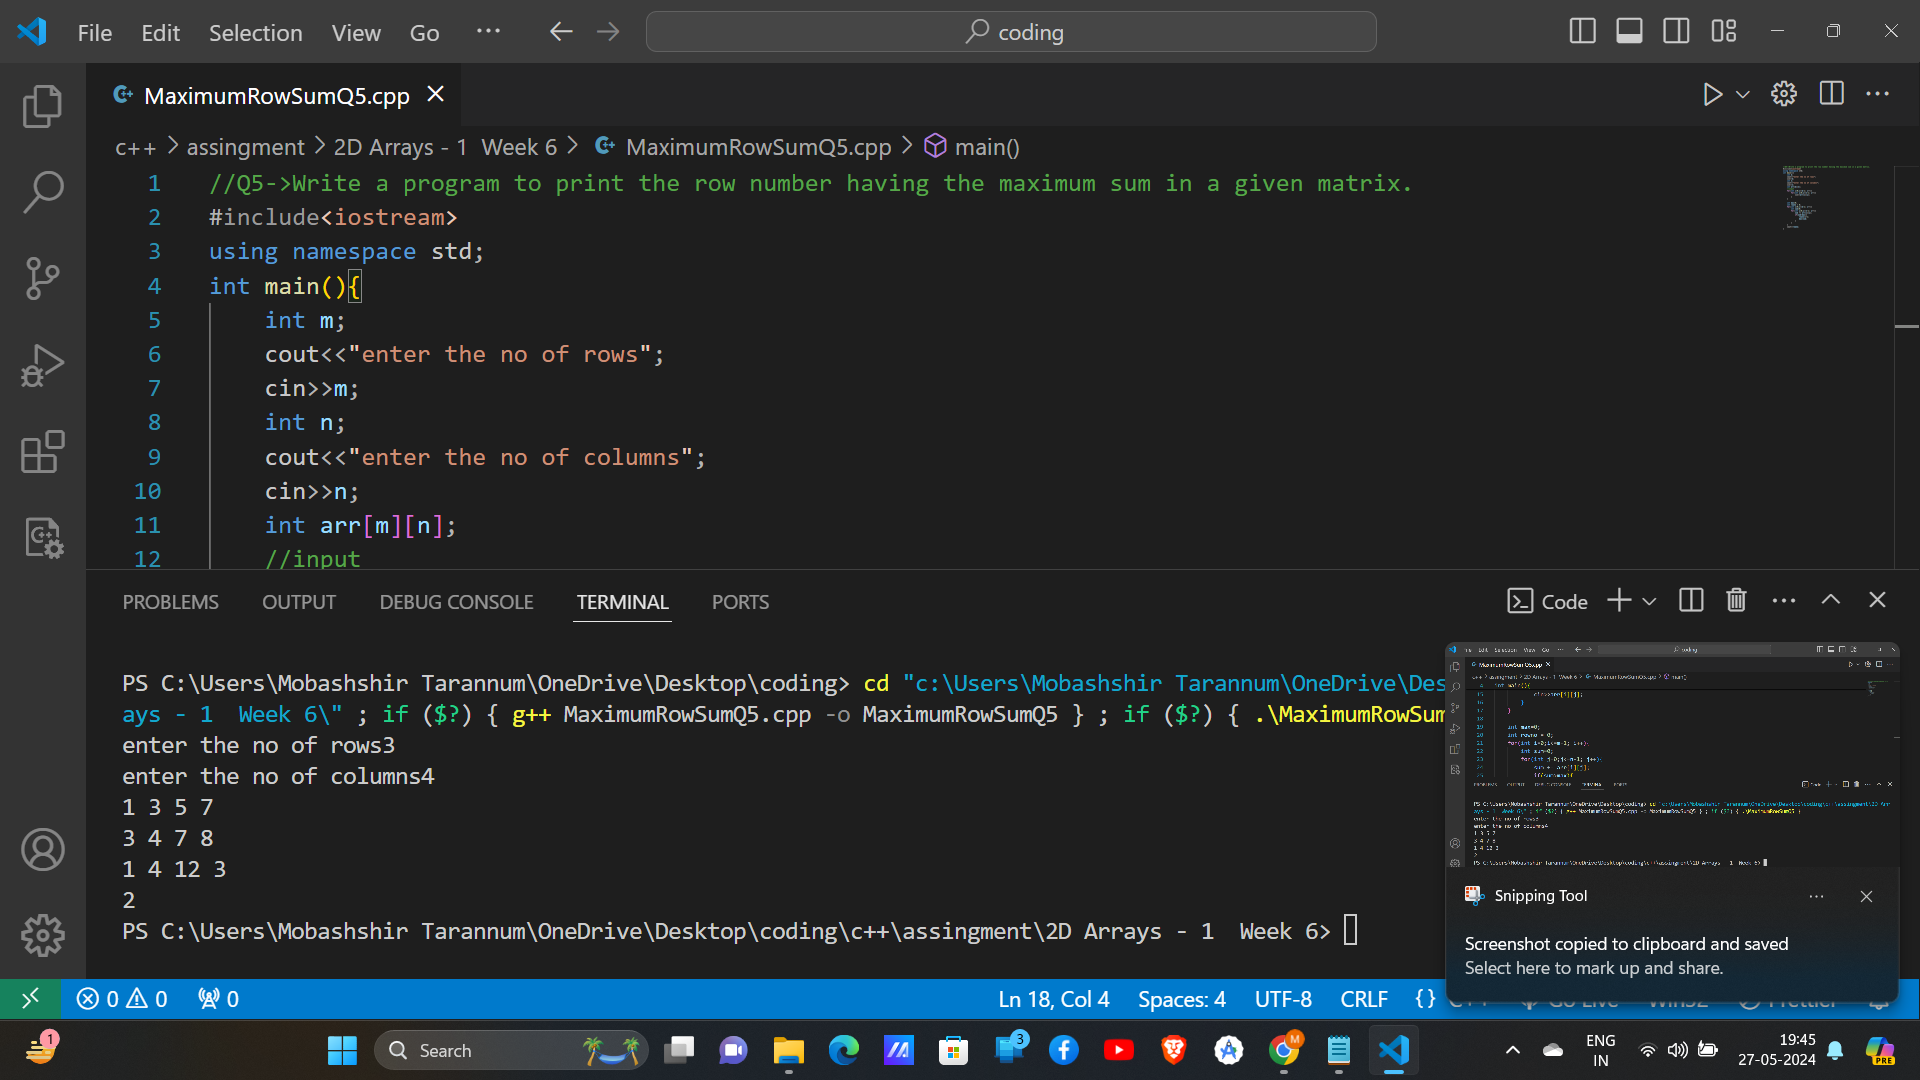 File Edit Selection View Go ··· coding
MaximumRowSumQ5.cpp
c++ > assingment > 2D Arrays - 1 Week 6 > MaximumRowSumQ5.cpp > main()
1 //Q5->Write a program to print the row number having the maximum sum in a given matrix.
2 #include<iostream>
3 using namespace std;
4 int main(){
5 int m;
6 cout<<"enter the no of rows";
7 cin>>m;
8 int n;
9 cout<<"enter the no of columns";
10 cin>>n;
11 int arr[m][n];
12 //input
PROBLEMS OUTPUT DEBUG CONSOLE TERMINAL PORTS Code
PS C:\Users\Mobashshir Tarannum\OneDrive\Desktop\coding> cd "c:\Users\Mobashshir Tarannum\OneDrive\Des
ays - 1 Week 6\" ; if ($?) { g++ MaximumRowSumQ5.cpp -o MaximumRowSumQ5 } ; if ($?) { .\MaximumRowSum
enter the no of rows3
enter the no of columns4
1 3 5 7
3 4 7 8
1 4 12 3
2
PS C:\Users\Mobashshir Tarannum\OneDrive\Desktop\coding\c++\assingment\2D Arrays - 1 Week 6>
Snipping Tool
Screenshot copied to clipboard and saved
Select here to mark up and share.
0 0 0 Ln 18, Col 4 Spaces: 4 UTF-8 CRLF {}
1 Search 3 M ENG IN 19:45 27-05-2024 PRE